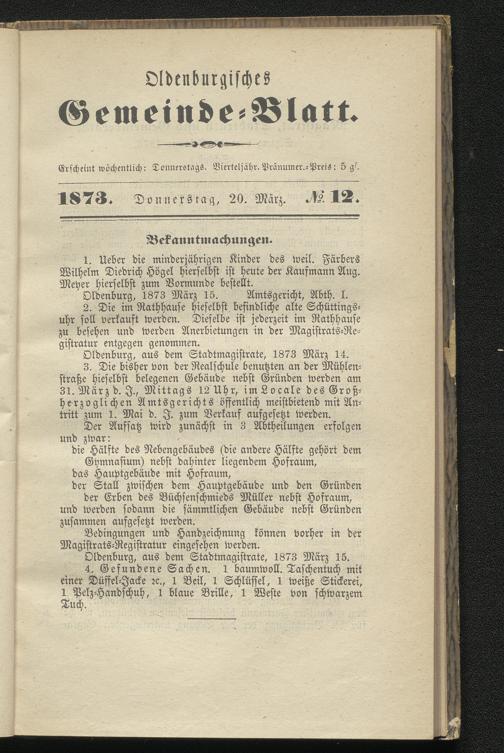 Oldenburgisches
Gemeinde-Blatt.
Erscheint wöchentlich: Donnerstags. Vierteljähr. Pränumer.-Preis: 5 gr.
1873. Donnerstag, 20. März. № 12.
Bekanntmachungen.
1. Ueber die minderjährigen Kinder des weil. Färbers
Wilhelm Diedrich Högel hierselbst ist heute der Kaufmann Aug.
Meyer hierselbst zum Vormunde bestellt.
Oldenburg, 1873 März 15. Amtsgericht, Abth. I.
2. Die im Rathhause hieselbst befindliche alte Schüttings-
uhr soll verkauft werden. Dieselbe ist jederzeit im Rathhause
zu besehen und werden Anerbietungen in der Magistrats-Re-
gistratur entgegen genommen.
Oldenburg, aus dem Stadtmagistrate, 1873 März 14.
3. Die bisher von der Realschule benutzten an der Mühlen-
straße hieselbst belegenen Gebäude nebst Gründen werden am
31. März d. J., Mittags 12 Uhr, im Locale des Groß-
herzoglichen Amtsgerichts öffentlich meistbietend mit An-
tritt zum 1. Mai d. J. zum Verkauf aufgesetzt werden.
Der Aufsatz wird zunächst in 3 Abtheilungen erfolgen
und zwar:
die Hälfte des Nebengebäudes (die andere Hälfte gehört dem
Gymnasium) nebst dahinter liegendem Hofraum,
das Hauptgebäude mit Hofraum,
der Stall zwischen dem Hauptgebäude und den Gründen
der Erben des Büchsenschmieds Müller nebst Hofraum,
und werden sodann die sämmtlichen Gebäude nebst Gründen
zusammen aufgesetzt werden.
Bedingungen und Handzeichnung können vorher in der
Magistrats-Registratur eingesehen werden.
Oldenburg, aus dem Stadtmagistrate, 1873 März 15.
4. Gefundene Sachen. 1 baumwoll. Taschentuch mit
einer Düffel-Jacke ꝛc., 1 Beil, 1 Schlüssel, 1 weiße Stickerei,
1 Pelz-Handschuh, 1 blaue Brille, 1 Weste von schwarzem
Tuch.